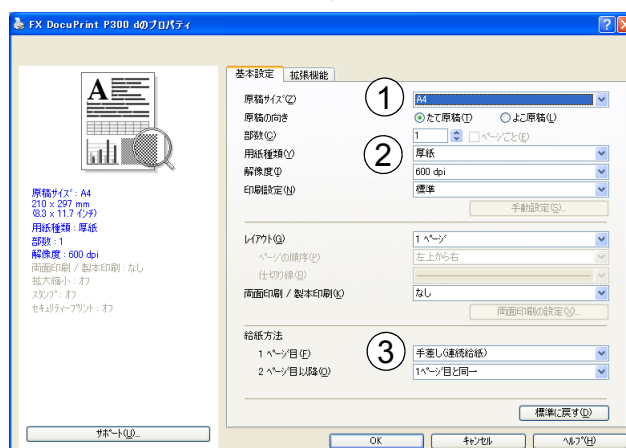 FX DocuPrint P300 dのプロパティ
基本設定 拡張機能
原稿サイズ(Z) ① A4
原稿の向き たて原稿(T) よこ原稿(L)
部数(C) 1 ページごと(E)
用紙種類(Y) ② 厚紙
解像度(I) 600 dpi
印刷設定(N) 標準
手動設定(S)...
レイアウト(G) 1 ページ
ページの順序(P) 左上から右
仕切り線(B)
両面印刷 / 製本印刷(K) なし
両面印刷の設定(X)...
給紙方法
1 ページ目(F) ③ 手差し(連続給紙)
2 ページ目以降(O) 1ページ目と同一
標準に戻す(D)
A
原稿サイズ : A4
210 x 297 mm
(8.3 x 11.7 インチ)
用紙種類 : 厚紙
部数 : 1
解像度 : 600 dpi
両面印刷 / 製本印刷 : なし
拡大縮小 : オフ
スタンプ : オフ
セキュリティープリント : オフ
サポート(U)...
OK キャンセル ヘルプ(H)